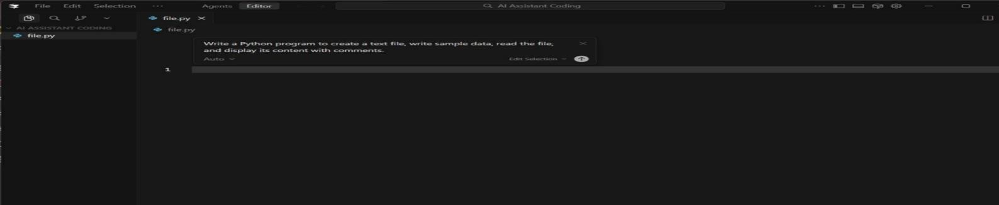 File Edit Selection ··· Agents Editor AI Assistant Coding ···
file.py
AI ASSISTANT CODING
file.py
file.py
Write a Python program to create a text file, write sample data, read the file,
and display its content with comments.
Auto Edit Selection
1